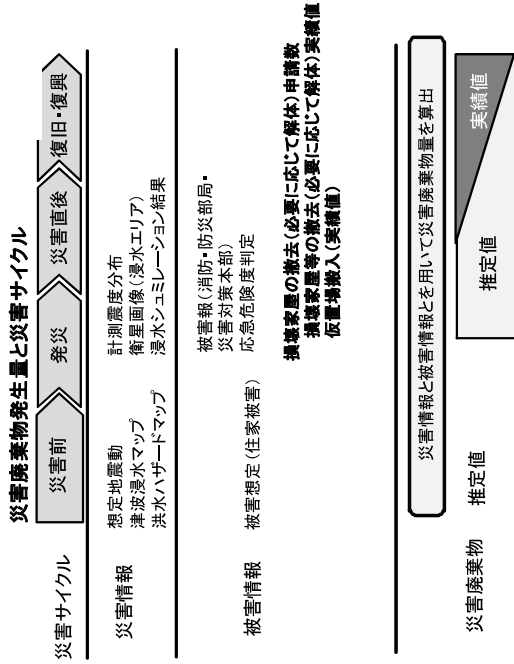 災害廃棄物発生量と災害サイクル
災害サイクル
災害前
発災
災害直後
復旧・復興
災害情報
想定地震動
津波浸水マップ
洪水ハザードマップ
計測震度分布
衛星画像(浸水エリア)
浸水シュミレーション結果
被害情報
被害想定(住家被害)
被害報(消防・防災部局・
災害対策本部)
応急危険度判定
損壊家屋の撤去(必要に応じて解体)申請数
損壊家屋等の撤去(必要に応じて解体)実績値
仮置場搬入(実績値)
災害情報と被害情報とを用いて災害廃棄物量を算出
災害廃棄物
推定値
推定値
実績値